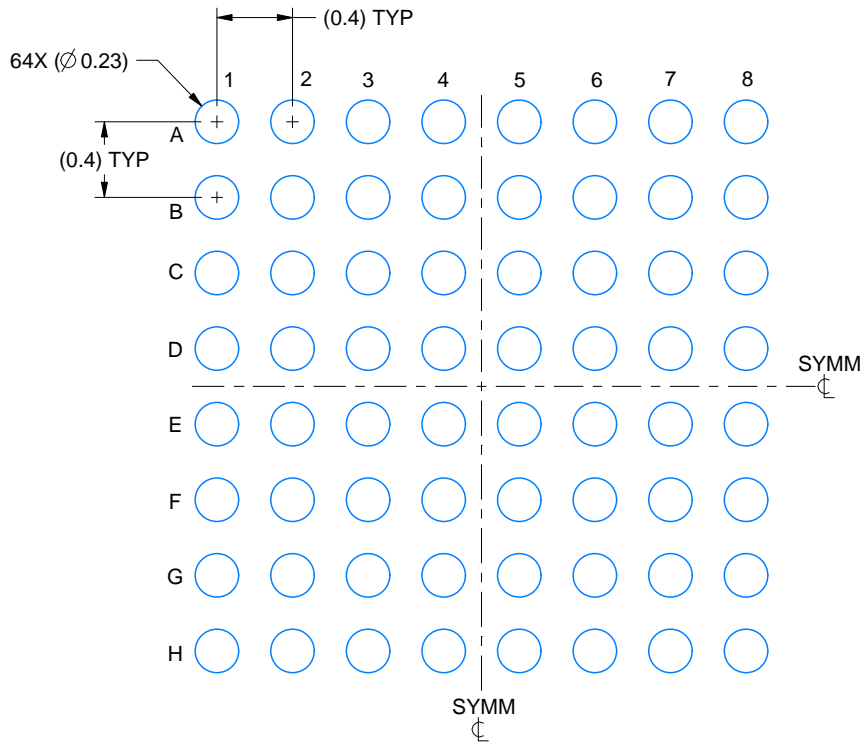 (0.4) TYP
64X (∅ 0.23)
1 2 3 4 5 6 7 8
A
(0.4) TYP
B
C
D
SYMM
℄
E
F
G
H
SYMM
℄